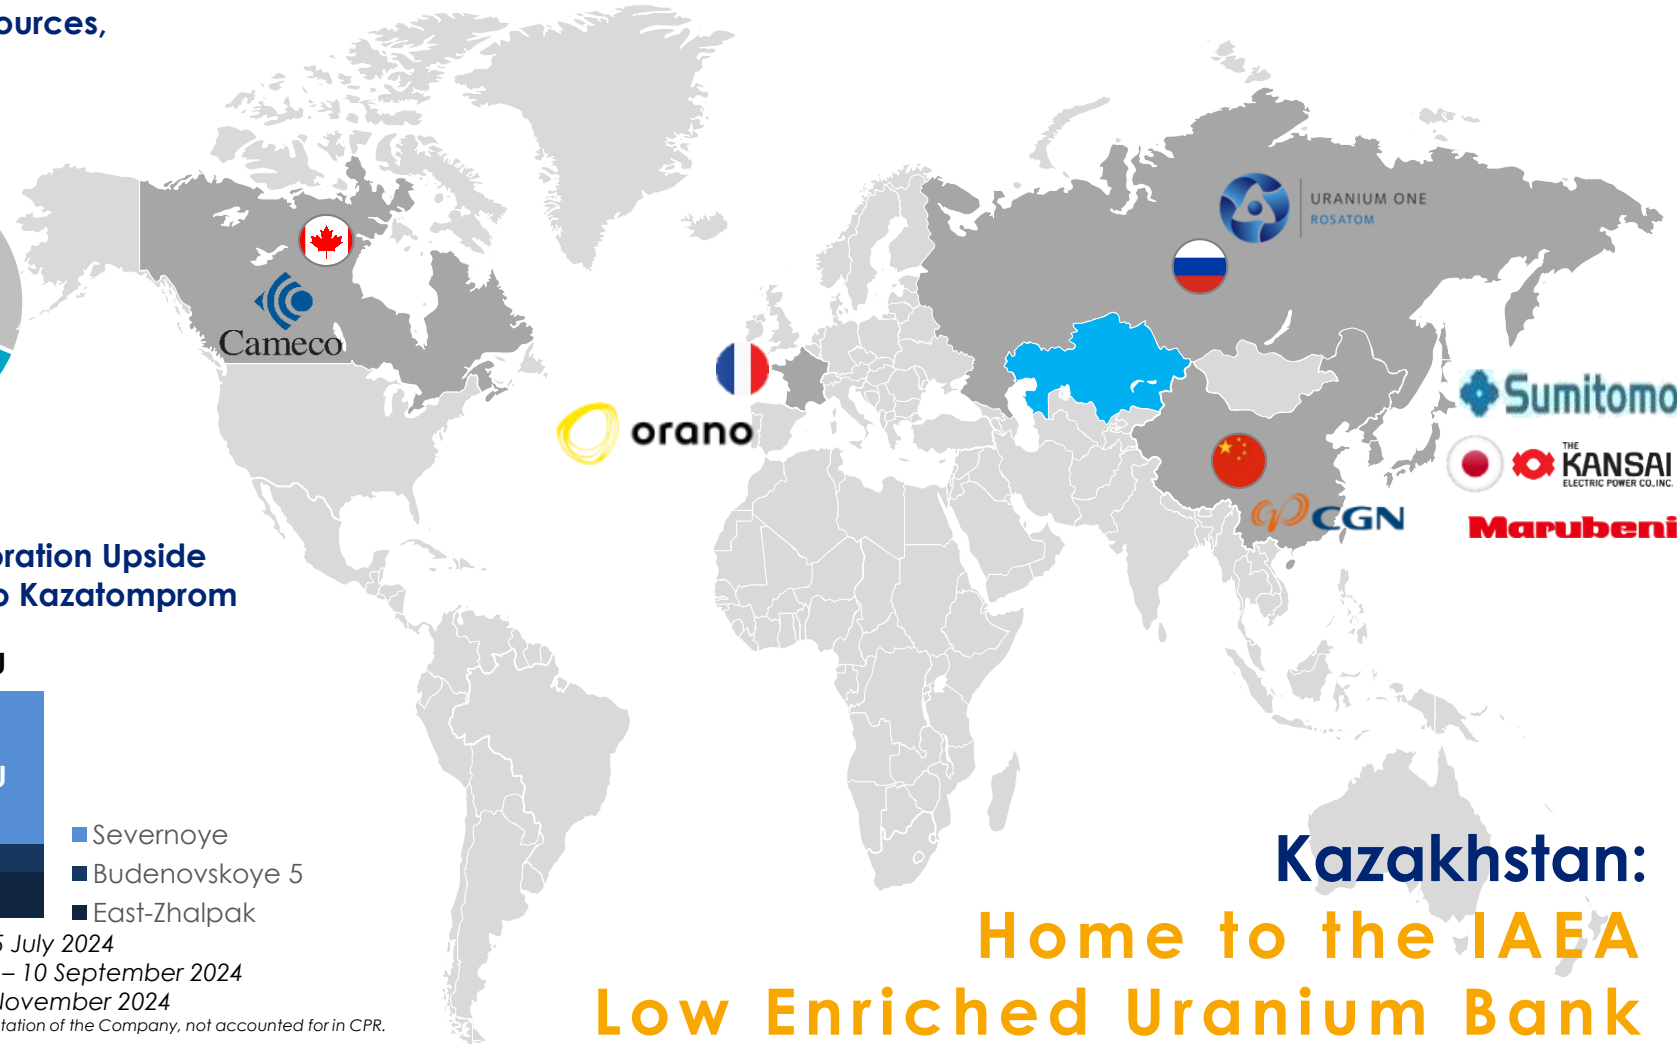 ources,
URANIUM ONE
ROSATOM
Cameco
orano
Sumitomo
THE
KANSAI
ELECTRIC POWER CO., INC.
CGN
Marubeni
oration Upside
o Kazatomprom
U
U
Severnoye
Budenovskoye 5
East-Zhalpak
5 July 2024
– 10 September 2024
November 2024
tation of the Company, not accounted for in CPR.
Kazakhstan:
Home to the IAEA
Low Enriched Uranium Bank